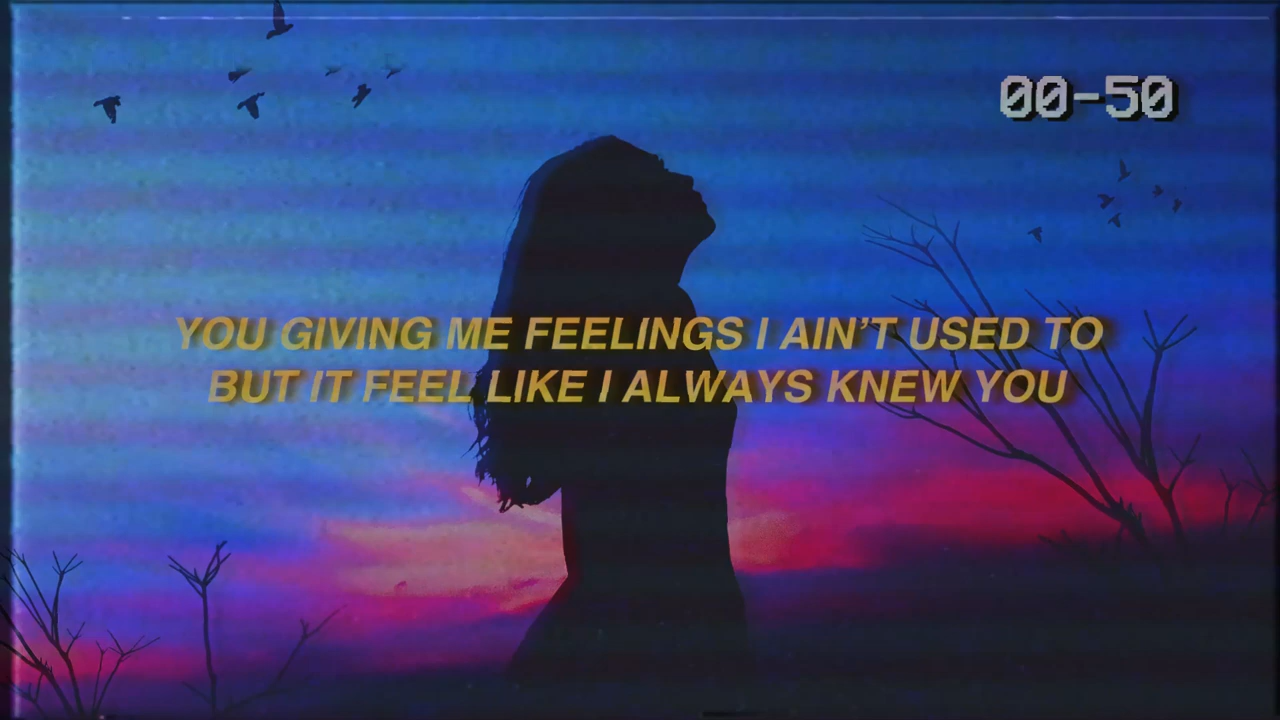 00-50
YOU GIVING ME FEELINGS I AIN’T USED TO
BUT IT FEEL LIKE I ALWAYS KNEW YOU